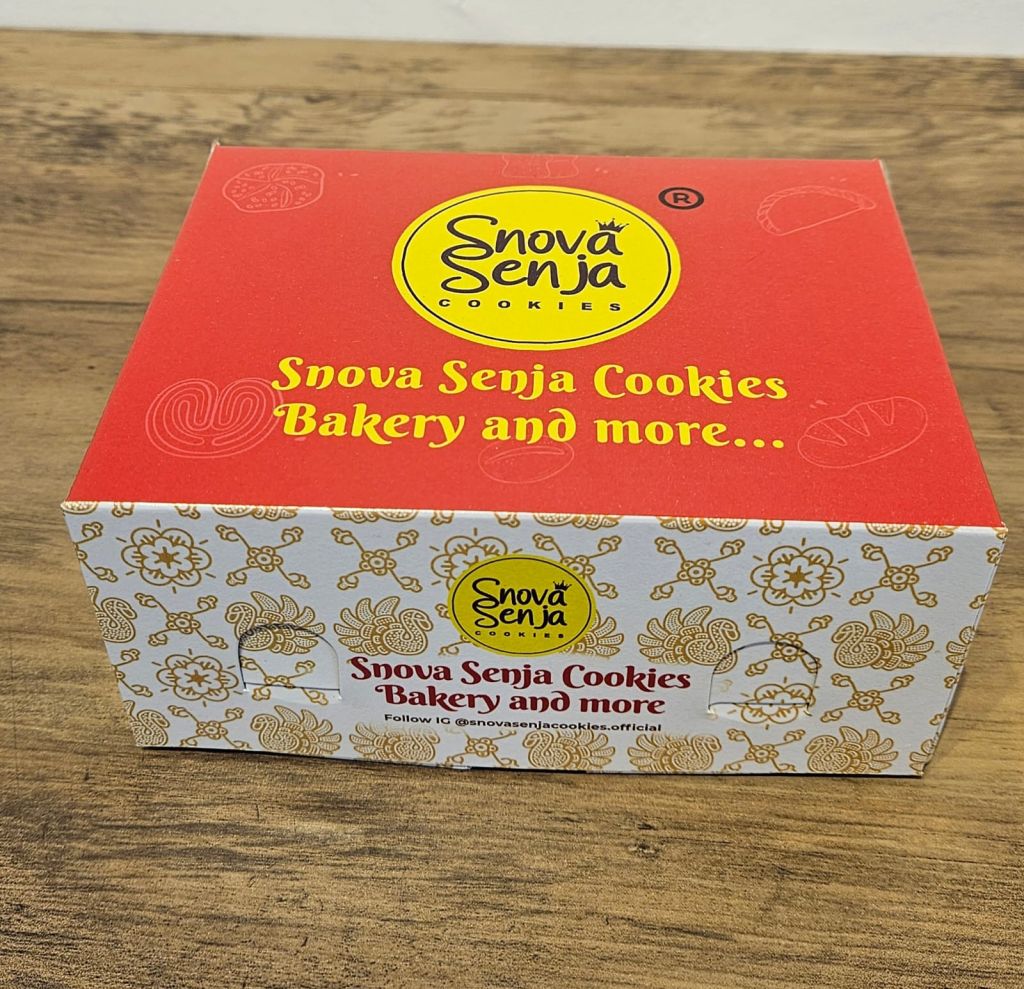 ®
Snova
Senja
COOKIES
Snova Senja Cookies
Bakery and more...
Snova
Senja
COOKIES
Snova Senja Cookies
Bakery and more
Follow IG @snovasenjacookies.official